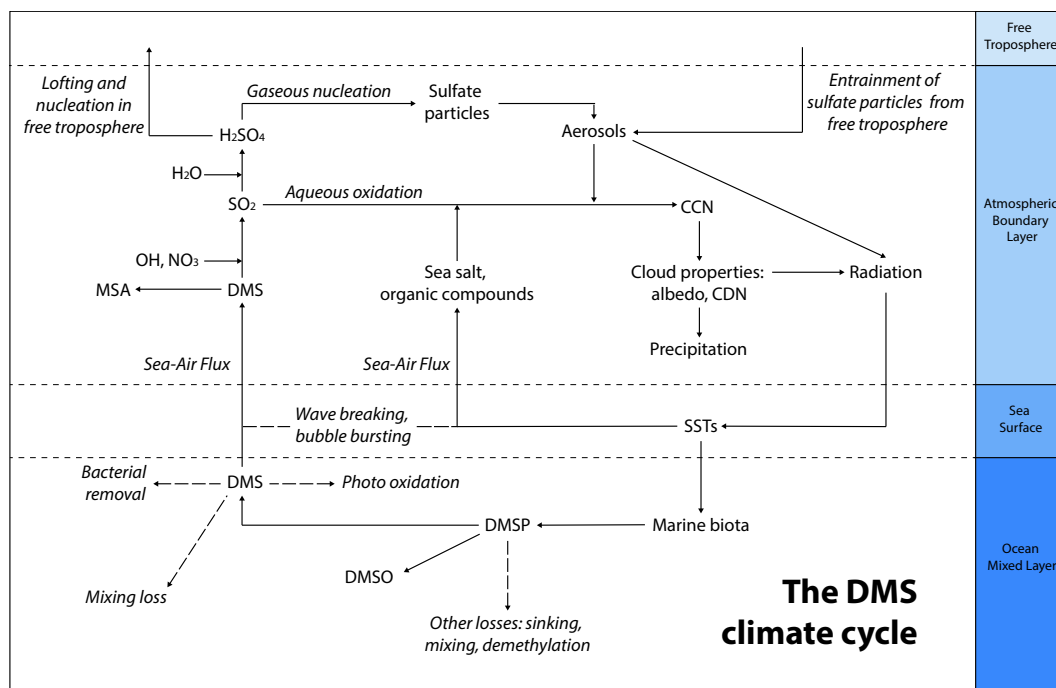 Free
Troposphere
Lofting and
nucleation in
free troposphere
Gaseous nucleation
Sulfate
particles
Entrainment of
sulfate particles from
free troposphere
H₂SO₄
Aerosols
H₂O
Aqueous oxidation
SO₂
CCN
Atmospheric
Boundary
Layer
OH, NO₃
MSA
DMS
Sea salt,
organic compounds
Cloud properties:
albedo, CDN
Radiation
Precipitation
Sea-Air Flux
Sea-Air Flux
Wave breaking,
bubble bursting
SSTs
Sea
Surface
Bacterial
removal
DMS
Photo oxidation
DMSP
Marine biota
DMSO
Mixing loss
Other losses: sinking,
mixing, demethylation
Ocean
Mixed Layer
The DMS
climate cycle